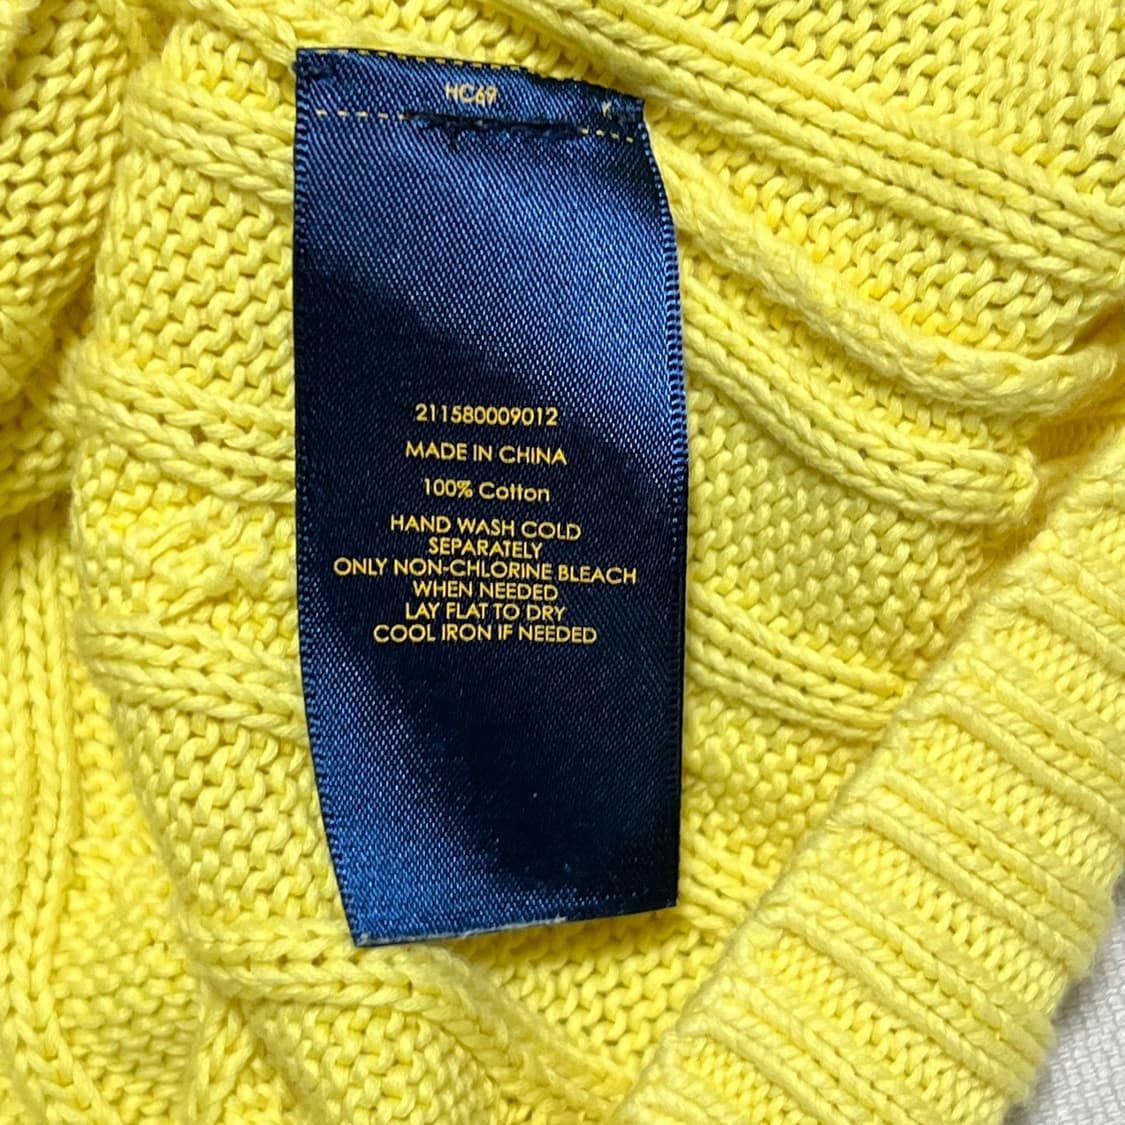 HC69
211580009012
MADE IN CHINA
100% Cotton
HAND WASH COLD
SEPARATELY
ONLY NON-CHLORINE BLEACH
WHEN NEEDED
LAY FLAT TO DRY
COOL IRON IF NEEDED